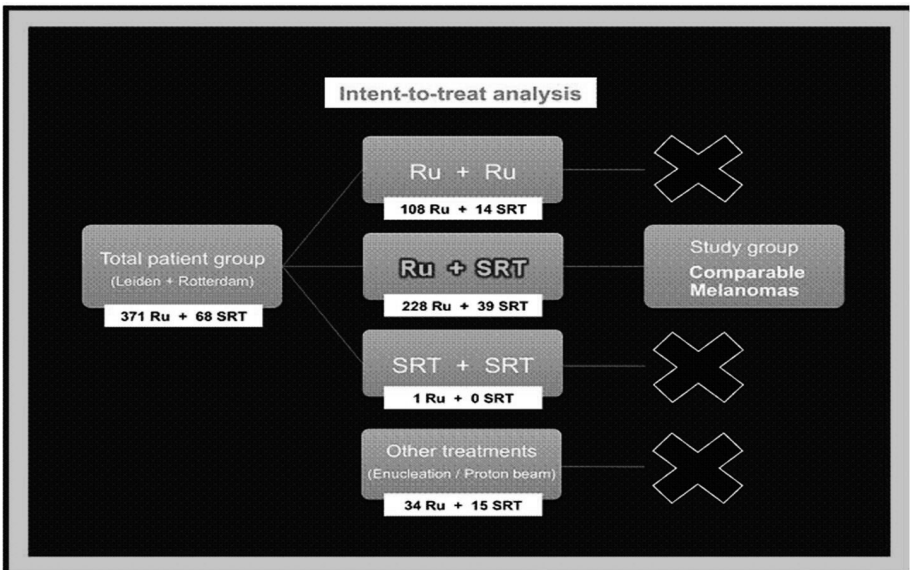 Intent-to-treat analysis
Ru + Ru
108 Ru + 14 SRT
Total patient group
(Leiden + Rotterdam)
371 Ru + 68 SRT
Ru + SRT
228 Ru + 39 SRT
Study group
Comparable
Melanomas
SRT + SRT
1 Ru + 0 SRT
Other treatments
(Enucleation / Proton beam)
34 Ru + 15 SRT